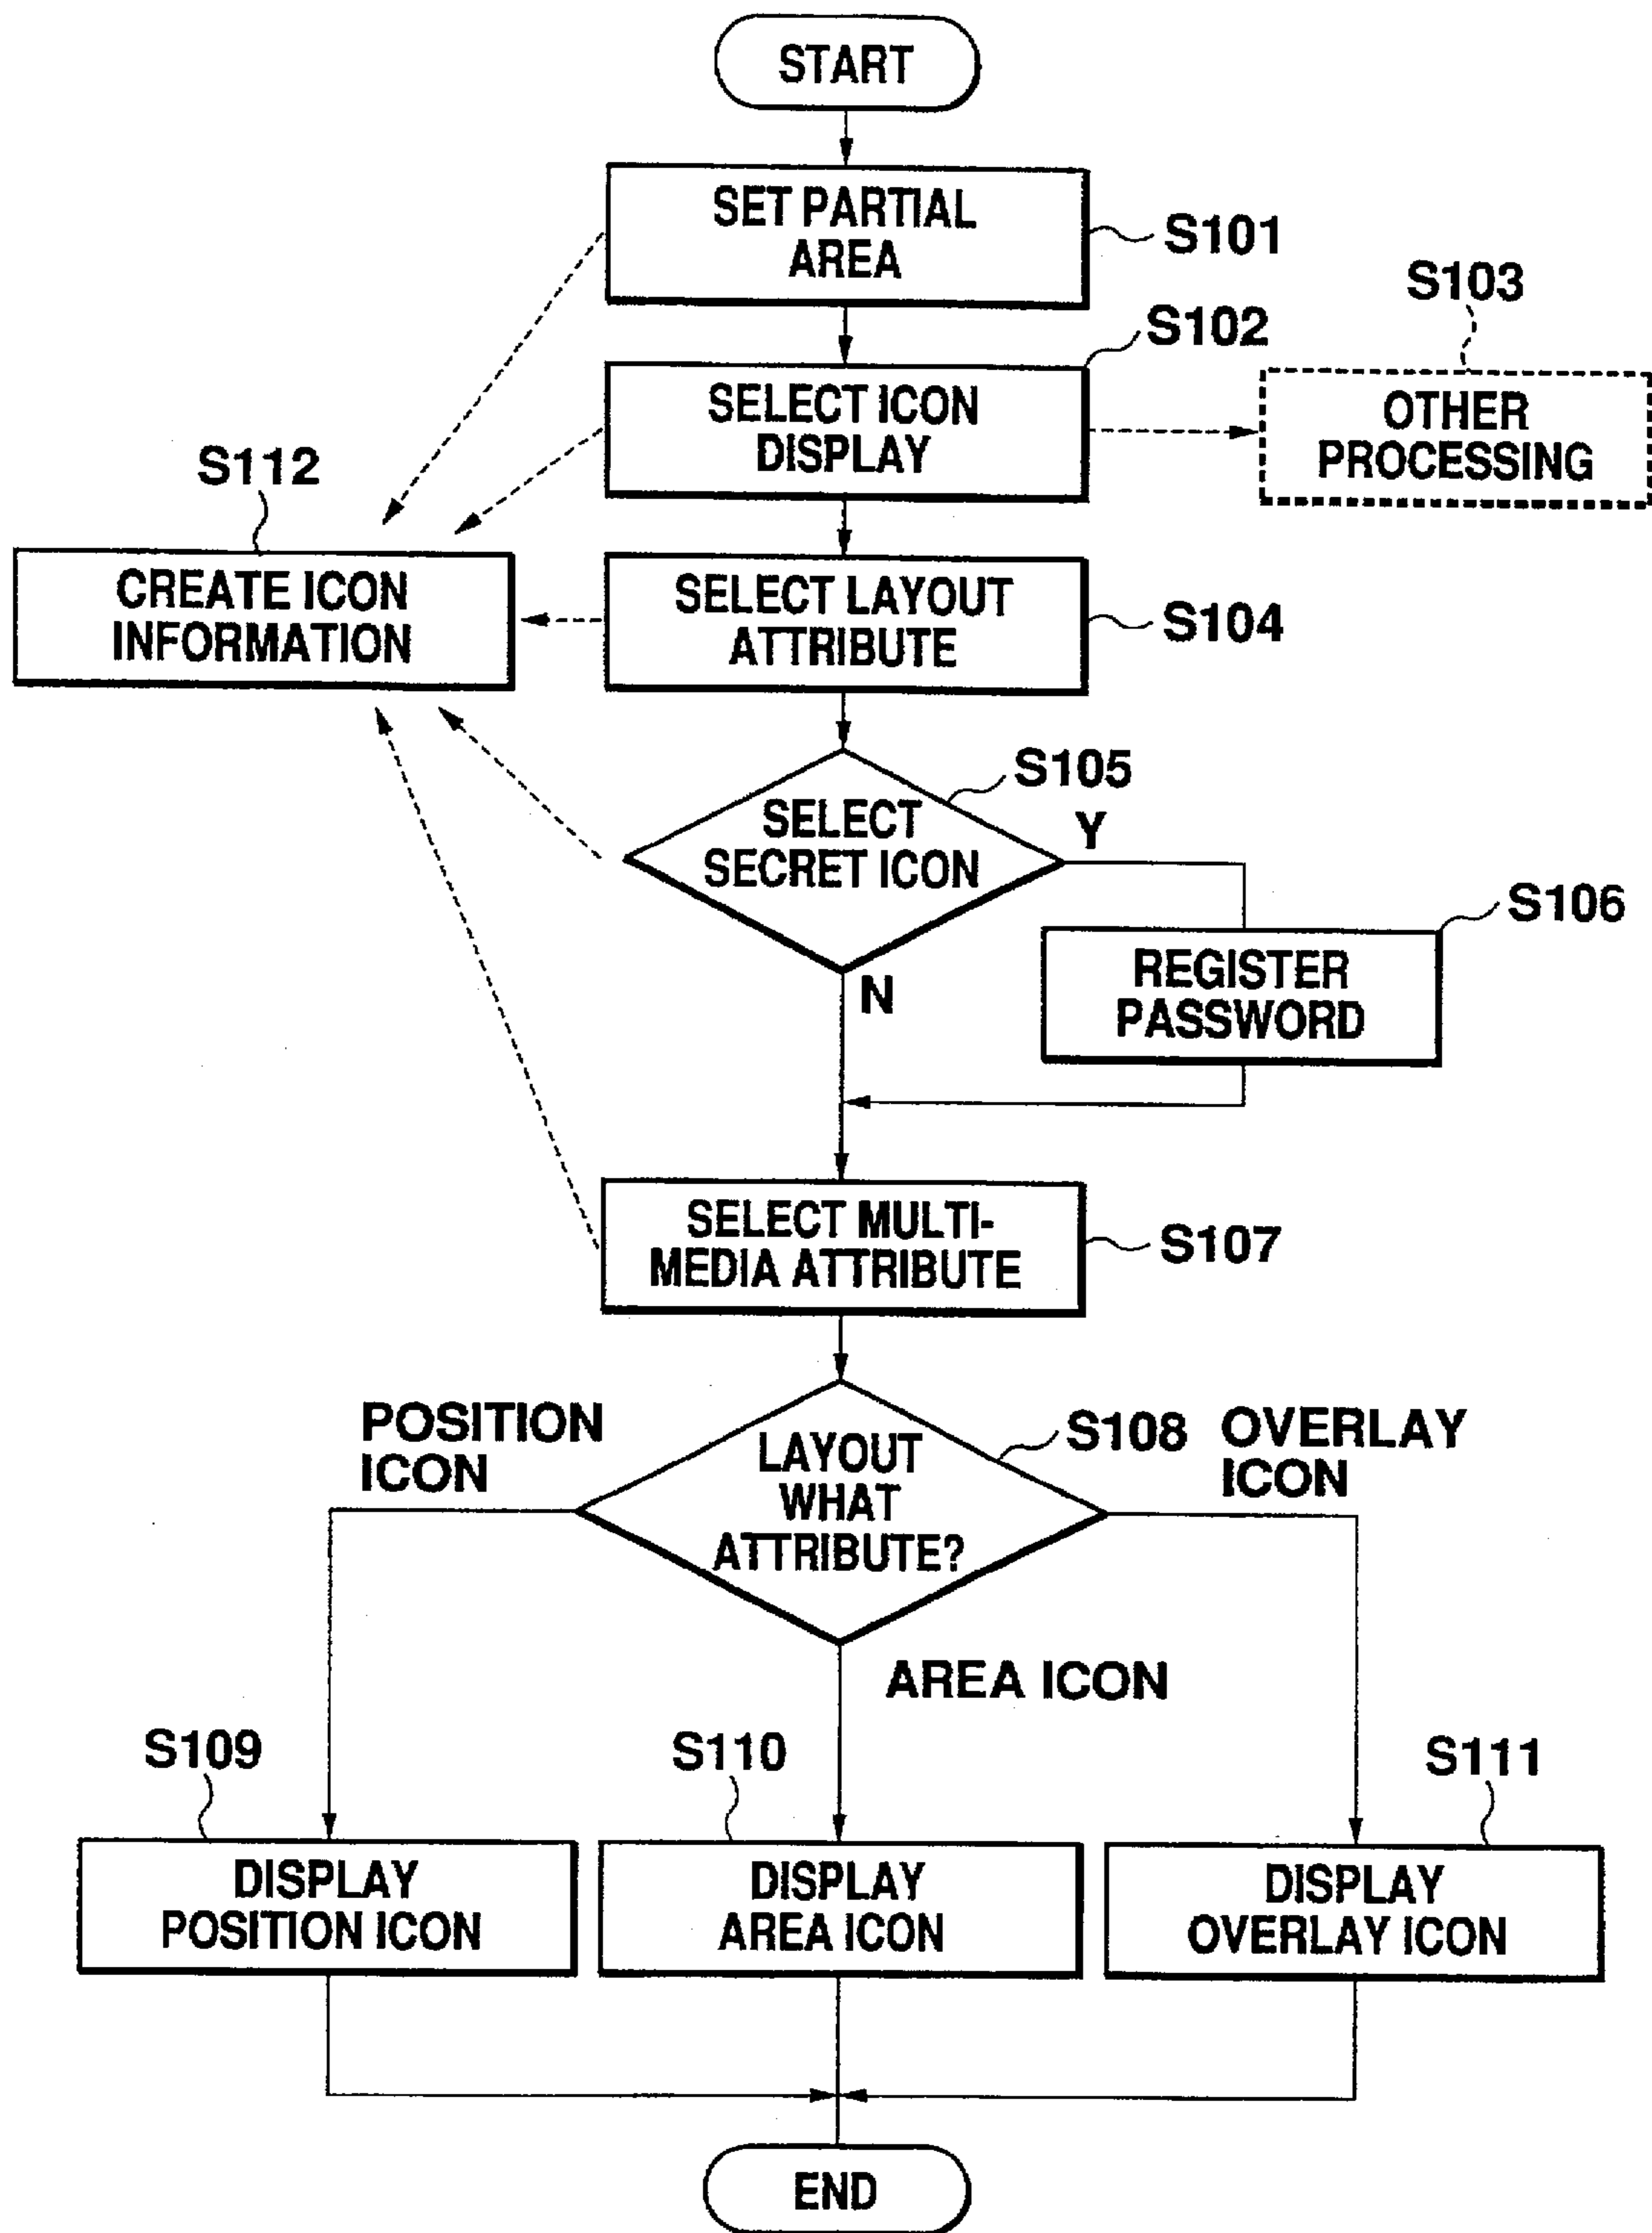 START
SET PARTIAL
AREA
S101
S102
S103
SELECT ICON
DISPLAY
OTHER
PROCESSING
S112
CREATE ICON
INFORMATION
SELECT LAYOUT
ATTRIBUTE
S104
S105
SELECT
SECRET ICON
Y
S106
REGISTER
PASSWORD
N
SELECT MULTI-
MEDIA ATTRIBUTE
S107
POSITION
ICON
S108
LAYOUT
WHAT
ATTRIBUTE?
OVERLAY
ICON
AREA ICON
S109
S110
S111
DISPLAY
POSITION ICON
DISPLAY
AREA ICON
DISPLAY
OVERLAY ICON
END